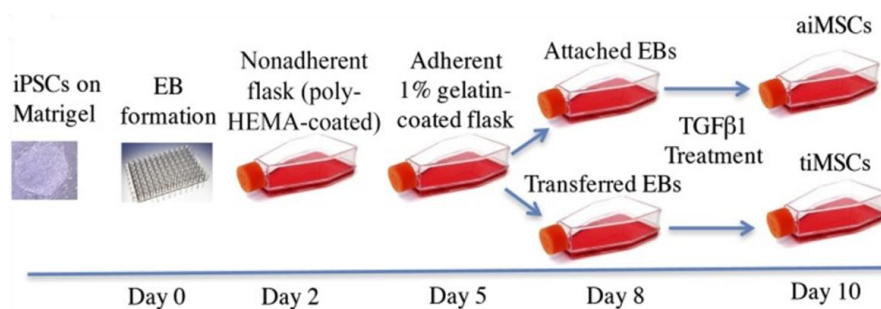 iPSCs on
Matrigel
EB
formation
Nonadherent
flask (poly-
HEMA-coated)
Adherent
1% gelatin-
coated flask
Attached EBs
aiMSCs
TGFβ1
Treatment
Transferred EBs
tiMSCs
Day 0
Day 2
Day 5
Day 8
Day 10